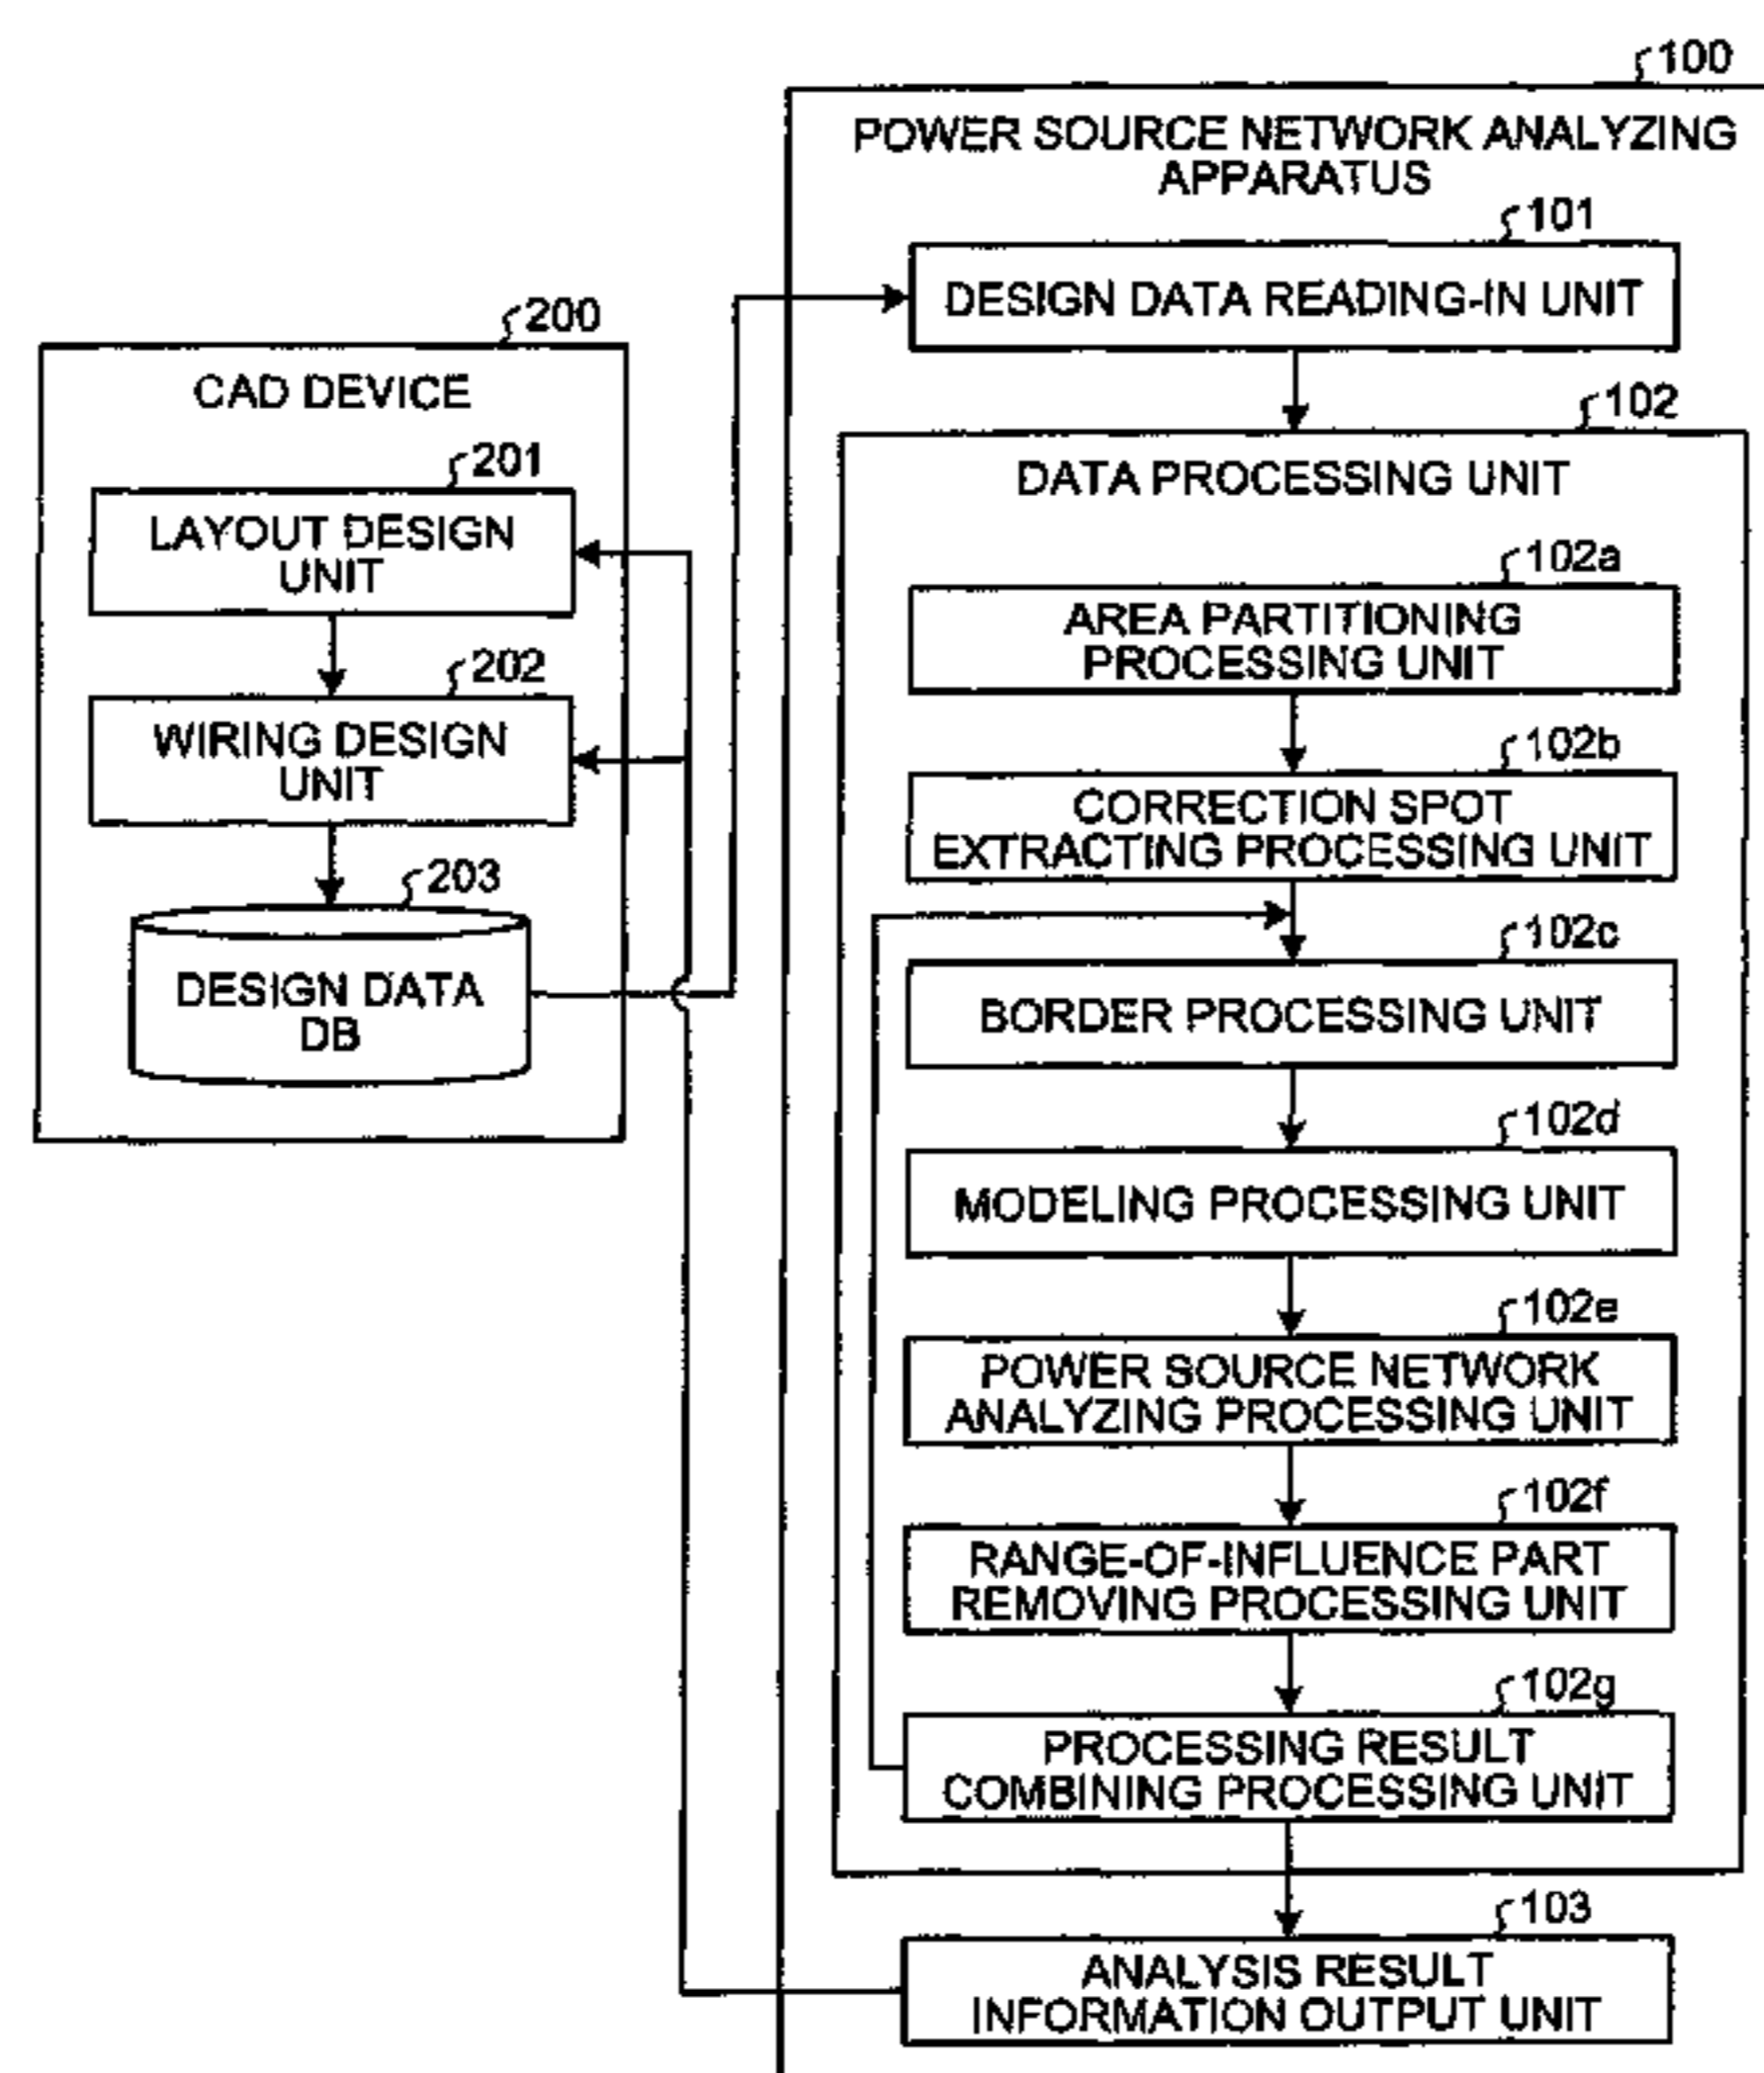 100
POWER SOURCE NETWORK ANALYZING
APPARATUS
101
DESIGN DATA READING-IN UNIT
200
CAD DEVICE
201
LAYOUT DESIGN
UNIT
202
WIRING DESIGN
UNIT
203
DESIGN DATA
DB
102
DATA PROCESSING UNIT
102a
AREA PARTITIONING
PROCESSING UNIT
102b
CORRECTION SPOT
EXTRACTING PROCESSING UNIT
102c
BORDER PROCESSING UNIT
102d
MODELING PROCESSING UNIT
102e
POWER SOURCE NETWORK
ANALYZING PROCESSING UNIT
102f
RANGE-OF-INFLUENCE PART
REMOVING PROCESSING UNIT
102g
PROCESSING RESULT
COMBINING PROCESSING UNIT
103
ANALYSIS RESULT
INFORMATION OUTPUT UNIT